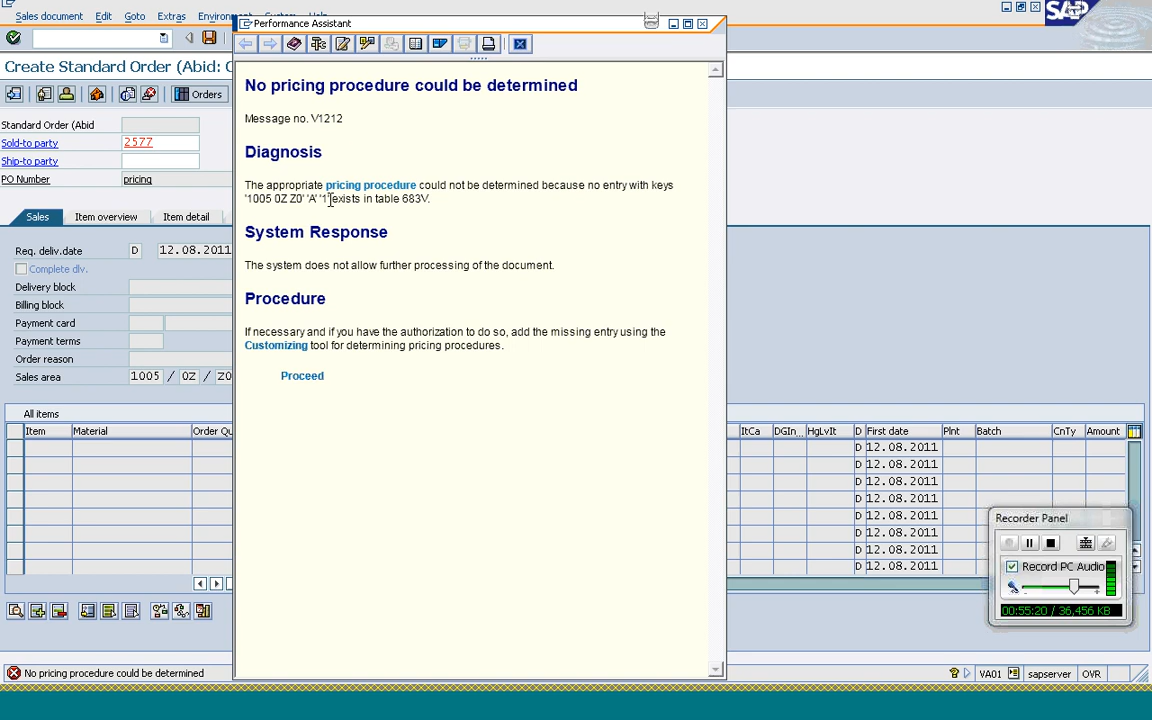 Sales document Edit Goto Extras Environment
SAP
Performance Assistant
Create Standard Order (Abid: C
Orders
No pricing procedure could be determined
Message no. V1212
Diagnosis
The appropriate pricing procedure could not be determined because no entry with keys
'1005 0Z Z0' 'A' '1' exists in table 683V.
System Response
The system does not allow further processing of the document.
Procedure
If necessary and if you have the authorization to do so, add the missing entry using the
Customizing tool for determining pricing procedures.
Proceed
Standard Order (Abid
Sold-to party 2577
Ship-to party
PO Number pricing
Sales Item overview Item detail
Req. deliv.date D 12.08.2011
Complete dlv.
Delivery block
Billing block
Payment card
Payment terms
Order reason
Sales area 1005 / 0Z / Z0
All items
Item Material Order Qu ItCa DGIn... HgLvIt D First date Plnt Batch CnTy Amount
D 12.08.2011
D 12.08.2011
D 12.08.2011
D 12.08.2011
D 12.08.2011
D 12.08.2011
D 12.08.2011
D 12.08.2011
Recorder Panel
Record PC Audio
00:55:20 / 36,456 KB
No pricing procedure could be determined
VA01 sapserver OVR